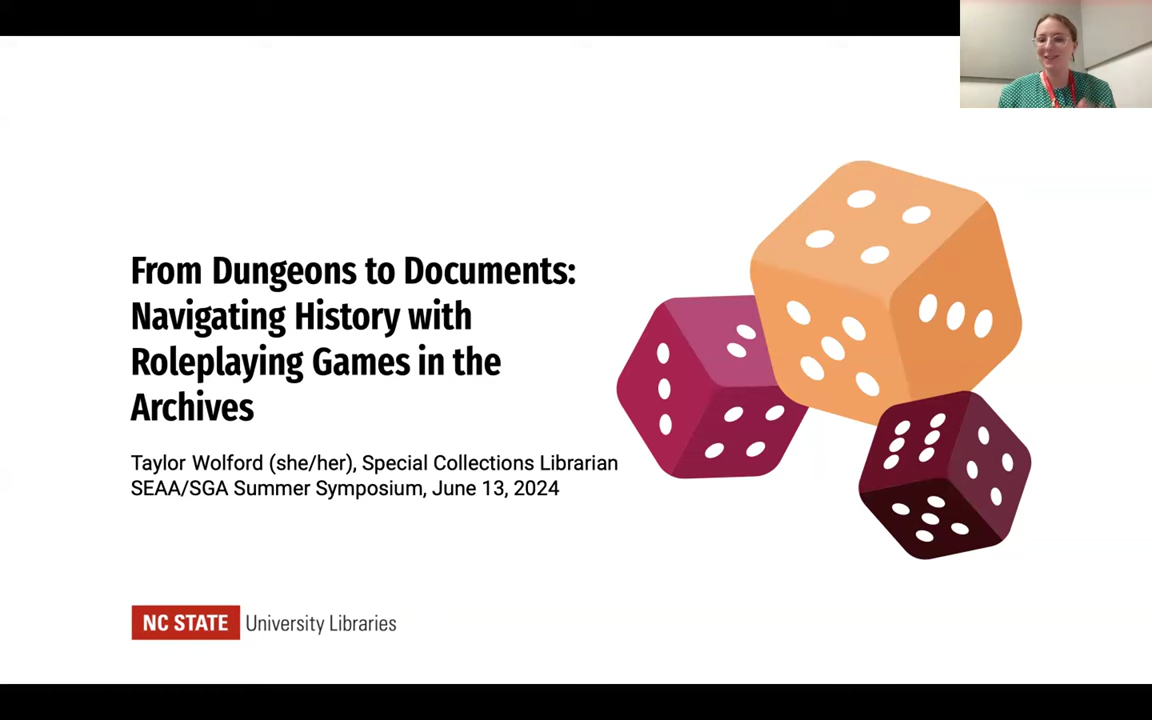 From Dungeons to Documents:
Navigating History with
Roleplaying Games in the
Archives
Taylor Wolford (she/her), Special Collections Librarian
SEAA/SGA Summer Symposium, June 13, 2024
NC STATE University Libraries